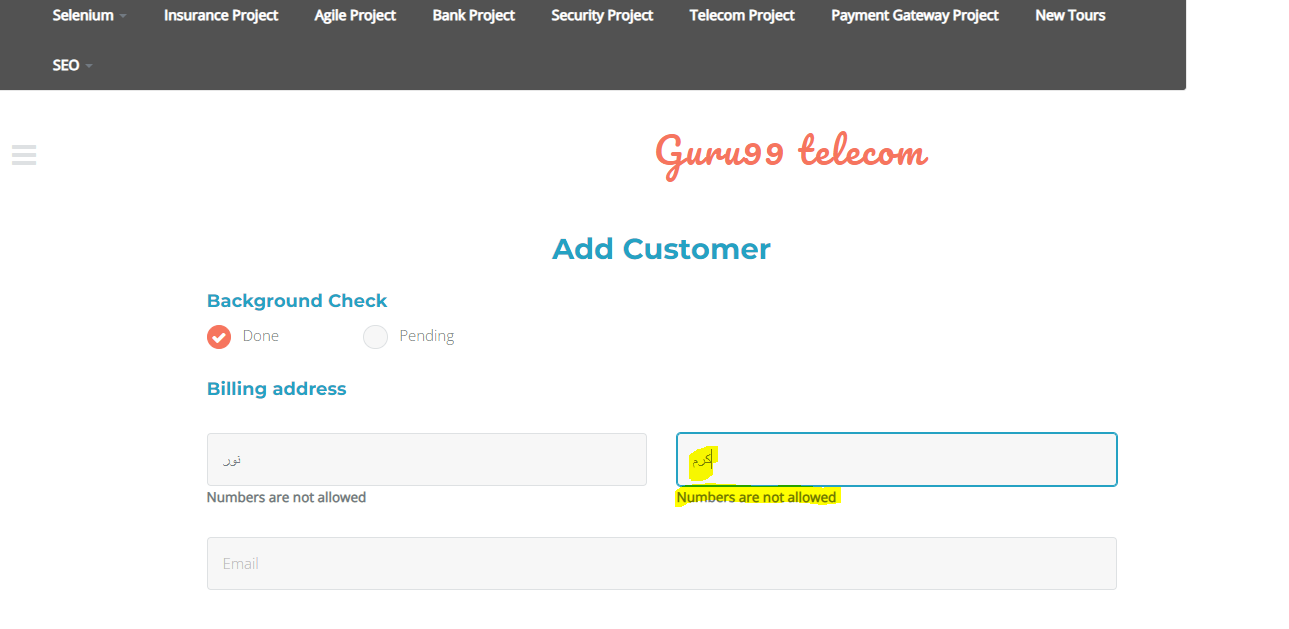 Selenium Insurance Project Agile Project Bank Project Security Project Telecom Project Payment Gateway Project New Tours
SEO
Guru99 telecom
Add Customer
Background Check
Done Pending
Billing address
نور كرم
Numbers are not allowed Numbers are not allowed
Email